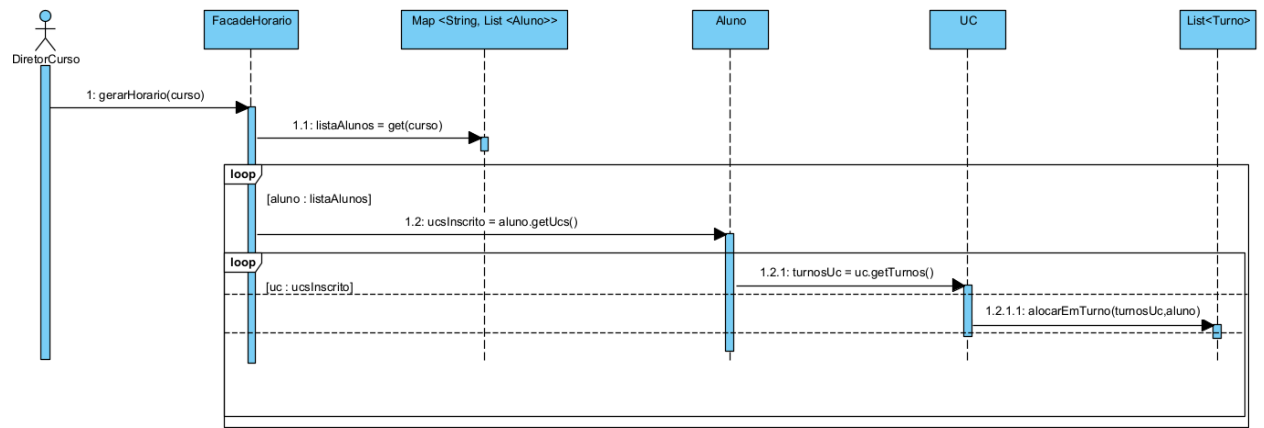 FacadeHorario
Map <String, List <Aluno>>
Aluno
UC
List<Turno>
DiretorCurso
1: gerarHorario(curso)
1.1: listaAlunos = get(curso)
loop
[aluno : listaAlunos]
1.2: ucsInscrito = aluno.getUcs()
loop
[uc : ucsInscrito]
1.2.1: turnosUc = uc.getTurnos()
1.2.1.1: alocarEmTurno(turnosUc,aluno)